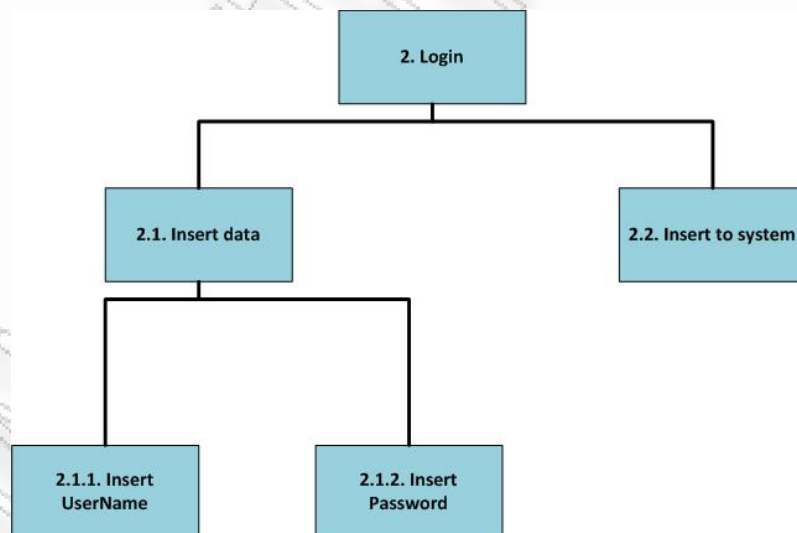 2. Login
2.1. Insert data
2.2. Insert to system
2.1.1. Insert
UserName
2.1.2. Insert
Password